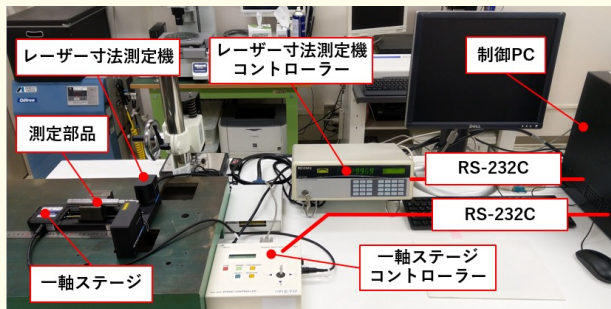 レーザー寸法測定機
レーザー寸法測定機
コントローラー
制御PC
測定部品
RS-232C
RS-232C
一軸ステージ
一軸ステージ
コントローラー
DELL